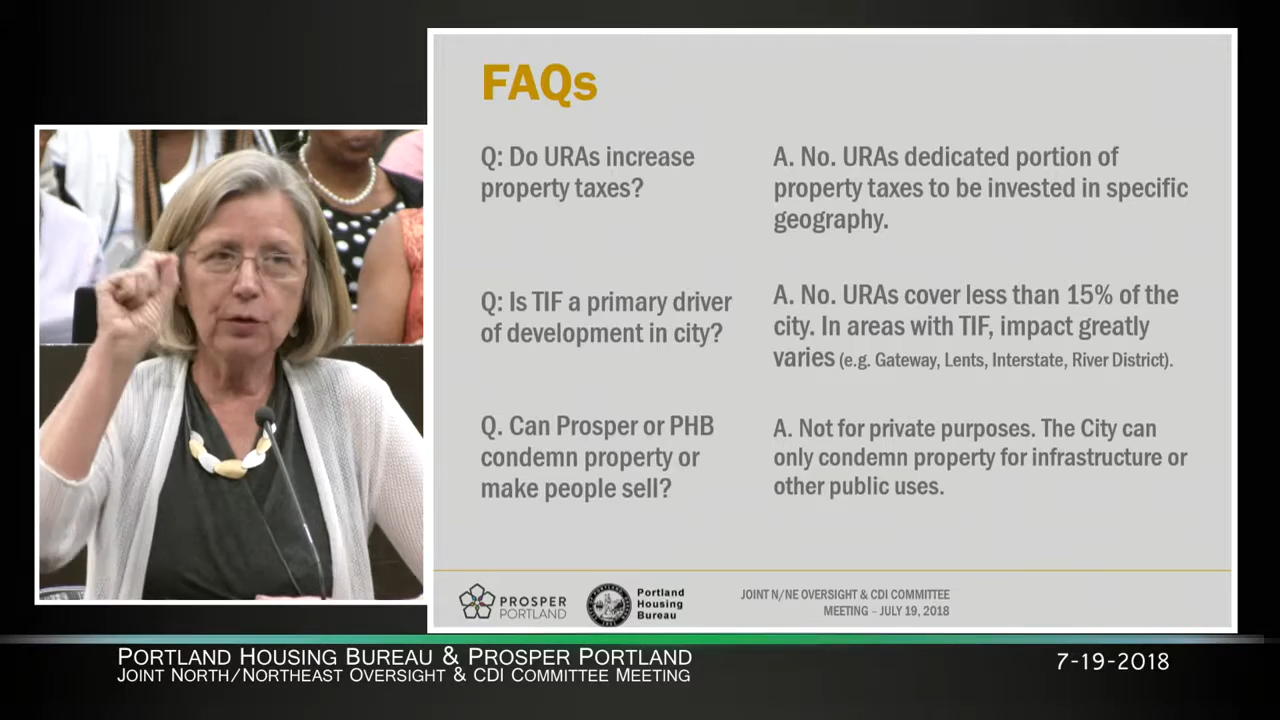 FAQs
Q: Do URAs increase
property taxes?
A. No. URAs dedicated portion of
property taxes to be invested in specific
geography.
Q: Is TIF a primary driver
of development in city?
A. No. URAs cover less than 15% of the
city. In areas with TIF, impact greatly
varies (e.g. Gateway, Lents, Interstate, River District).
Q. Can Prosper or PHB
condemn property or
make people sell?
A. Not for private purposes. The City can
only condemn property for infrastructure or
other public uses.
PROSPER
PORTLAND
Portland
Housing
Bureau
JOINT N/NE OVERSIGHT & CDI COMMITTEE
MEETING – JULY 19, 2018
PORTLAND HOUSING BUREAU & PROSPER PORTLAND
JOINT NORTH/NORTHEAST OVERSIGHT & CDI COMMITTEE MEETING
7-19-2018